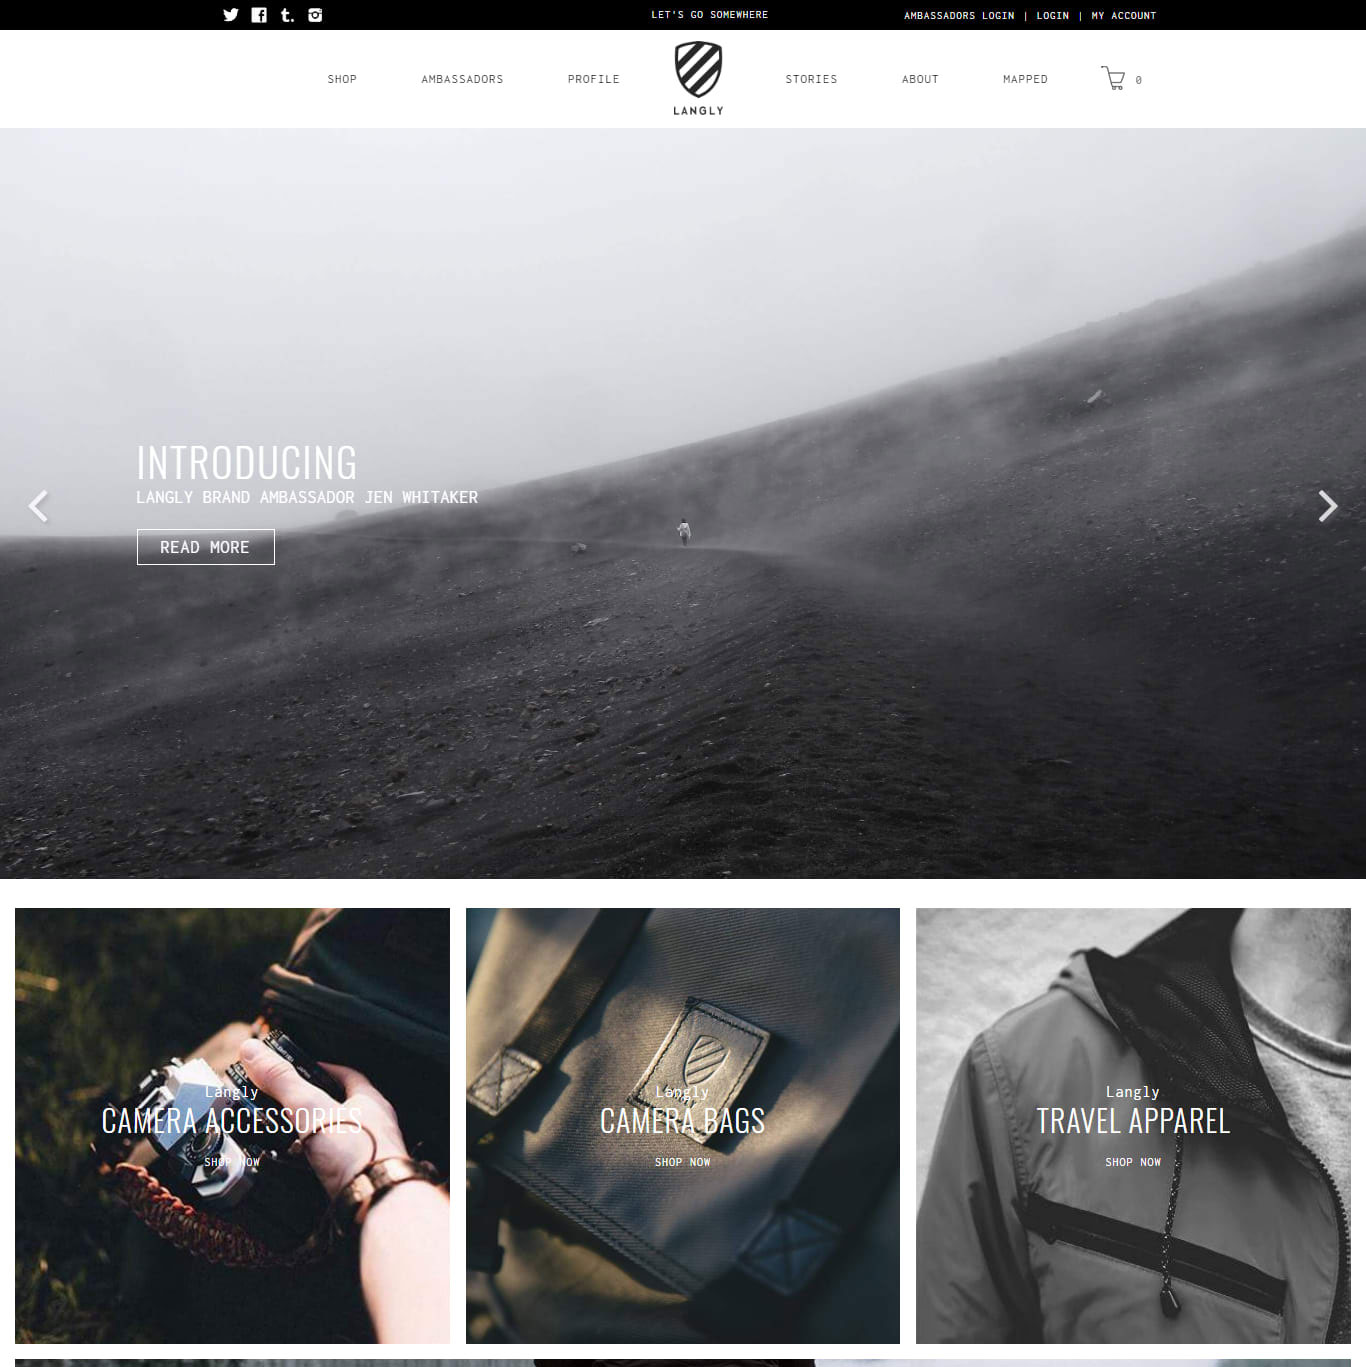 LET'S GO SOMEWHERE
AMBASSADORS LOGIN | LOGIN | MY ACCOUNT
SHOP
AMBASSADORS
PROFILE
LANGLY
STORIES
ABOUT
MAPPED
0
INTRODUCING
LANGLY BRAND AMBASSADOR JEN WHITAKER
READ MORE
Langly
CAMERA ACCESSORIES
SHOP NOW
Langly
CAMERA BAGS
SHOP NOW
Langly
TRAVEL APPAREL
SHOP NOW